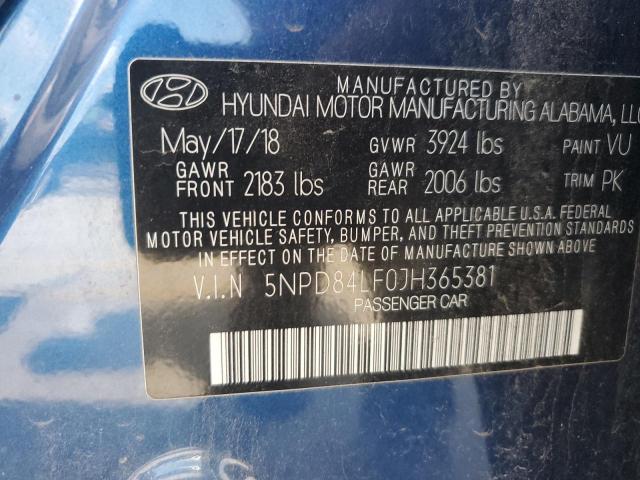 MANUFACTURED BY
HYUNDAI MOTOR MANUFACTURING ALABAMA, LLC
May/17/18 GVWR 3924 lbs PAINT VU
GAWR FRONT 2183 lbs GAWR REAR 2006 lbs TRIM PK
THIS VEHICLE CONFORMS TO ALL APPLICABLE U.S.A. FEDERAL
MOTOR VEHICLE SAFETY, BUMPER, AND THEFT PREVENTION STANDARDS
IN EFFECT ON THE DATE OF MANUFACTURE SHOWN ABOVE.
V.I.N 5NPD84LF0JH365381
PASSENGER CAR